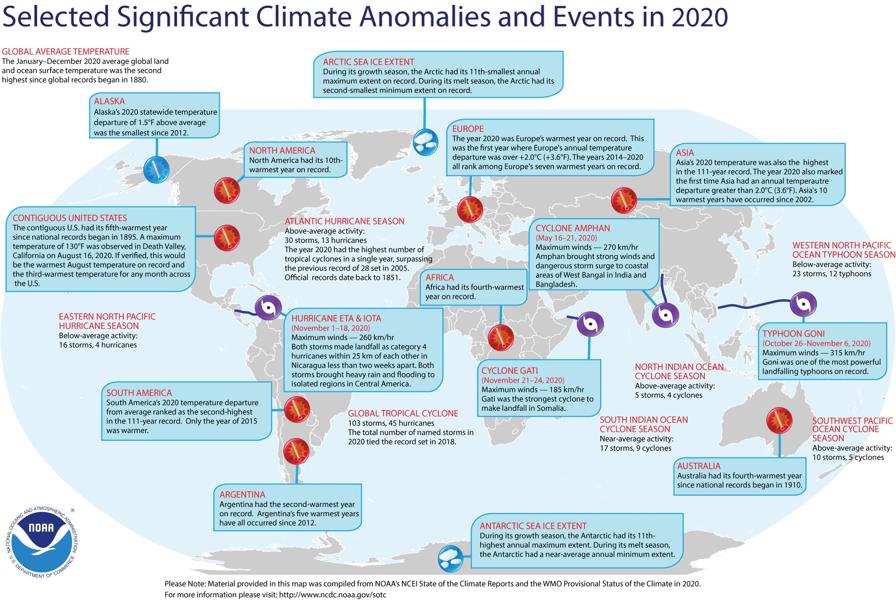 Selected Significant Climate Anomalies and Events in 2020
GLOBAL AVERAGE TEMPERATURE
The January–December 2020 average global land
and ocean surface temperature was the second
highest since global records began in 1880.
ARCTIC SEA ICE EXTENT
During its growth season, the Arctic had its 11th-smallest annual
maximum extent on record. During its melt season, the Arctic had its
second-smallest minimum extent on record.
ALASKA
Alaska's 2020 statewide temperature
departure of 1.5°F above average
was the smallest since 2012.
NORTH AMERICA
North America had its 10th-
warmest year on record.
EUROPE
The year 2020 was Europe's warmest year on record. This
was the first year where Europe's annual temperature
departure was over +2.0°C (+3.6°F). The years 2014–2020
all rank among Europe's seven warmest years on record.
ASIA
Asia's 2020 temperature was also the highest
in the 111-year record. The year 2020 also marked
the first time Asia had an annual temperautre
departure greater than 2.0°C (3.6°F). Asia's 10
warmest years have occurred since 2002.
CONTIGUOUS UNITED STATES
The contiguous U.S. had its fifth-warmest year
since national records began in 1895. A maximum
temperature of 130°F was observed in Death Valley,
California on August 16, 2020. If verified, this would
be the warmest August temperature on record and
the third-warmest temperature for any month across
the U.S.
ATLANTIC HURRICANE SEASON
Above-average activity:
30 storms, 13 hurricanes
The year 2020 had the highest number of
tropical cyclones in a single year, surpassing
the previous record of 28 set in 2005.
Official records date back to 1851.
CYCLONE AMPHAN
(May 16–21, 2020)
Maximum winds — 270 km/hr
Amphan brought strong winds and
dangerous storm surge to coastal
areas of West Bangal in India and
Bangladesh.
WESTERN NORTH PACIFIC
OCEAN TYPHOON SEASON
Below-average activity:
23 storms, 12 typhoons
AFRICA
Africa had its fourth-warmest
year on record.
EASTERN NORTH PACIFIC
HURRICANE SEASON
Below-average activity:
16 storms, 4 hurricanes
HURRICANE ETA & IOTA
(November 1–18, 2020)
Maximum winds — 260 km/hr
Both storms made landfall as category 4
hurricanes within 25 km of each other in
Nicaragua less than two weeks apart. Both
storms brought heavy rain and flooding to
isolated regions in Central America.
TYPHOON GONI
(October 26–November 6, 2020)
Maximum winds — 315 km/hr
Goni was one of the most powerful
landfalling typhoons on record.
CYCLONE GATI
(November 21–24, 2020)
Maximum winds — 185 km/hr
Gati was the strongest cyclone to
make landfall in Somalia.
NORTH INDIAN OCEAN
CYCLONE SEASON
Above-average activity:
5 storms, 4 cyclones
SOUTH AMERICA
South America's 2020 temperature departure
from average ranked as the second-highest
in the 111-year record. Only the year of 2015
was warmer.
GLOBAL TROPICAL CYCLONE
103 storms, 45 hurricanes
The total number of named storms in
2020 tied the record set in 2018.
SOUTH INDIAN OCEAN
CYCLONE SEASON
Near-average activity:
17 storms, 9 cyclones
SOUTHWEST PACIFIC
OCEAN CYCLONE
SEASON
Above-average activity:
10 storms, 5 cyclones
AUSTRALIA
Australia had its fourth-warmest year
since national records began in 1910.
ARGENTINA
Argentina had the second-warmest year
on record. Argentina's five warmest years
have all occurred since 2012.
ANTARCTIC SEA ICE EXTENT
During its growth season, the Antarctic had its 11th-
highest annual maximum extent. During its melt season,
the Antarctic had a near-average annual minimum extent.
NATIONAL OCEANIC AND ATMOSPHERIC ADMINISTRATION
NOAA
U.S. DEPARTMENT OF COMMERCE
Please Note: Material provided in this map was compiled from NOAA's NCEI State of the Climate Reports and the WMO Provisional Status of the Climate in 2020.
For more information please visit: http://www.ncdc.noaa.gov/sotc